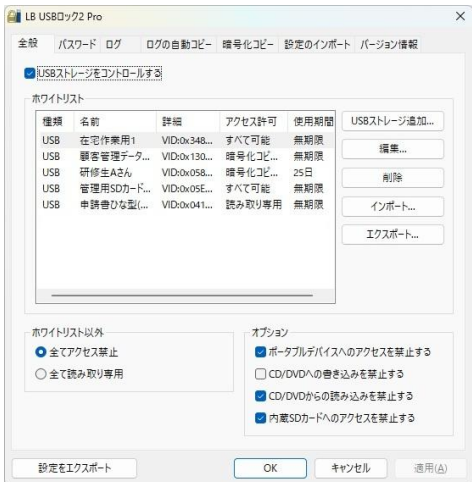 LB USBロック2 Pro
全般 パスワード ログ ログの自動コピー 暗号化コピー 設定のインポート バージョン情報
USBストレージをコントロールする
ホワイトリスト
種類 名前 詳細 アクセス許可 使用期間
USB 在宅作業用1 VID:0x348... すべて可能 無期限
USB 顧客管理データ... VID:0x130... 暗号化コピ... 無期限
USB 研修生Aさん VID:0x058... 暗号化コピ... 25日
USB 管理用SDカード... VID:0x05E... すべて可能 無期限
USB 申請書ひな型(... VID:0x041... 読み取り専用 無期限
USBストレージ追加...
編集...
削除
インポート...
エクスポート...
ホワイトリスト以外
全てアクセス禁止
全て読み取り専用
オプション
ポータブルデバイスへのアクセスを禁止する
CD/DVDへの書き込みを禁止する
CD/DVDからの読み込みを禁止する
内蔵SDカードへのアクセスを禁止する
設定をエクスポート OK キャンセル 適用(A)